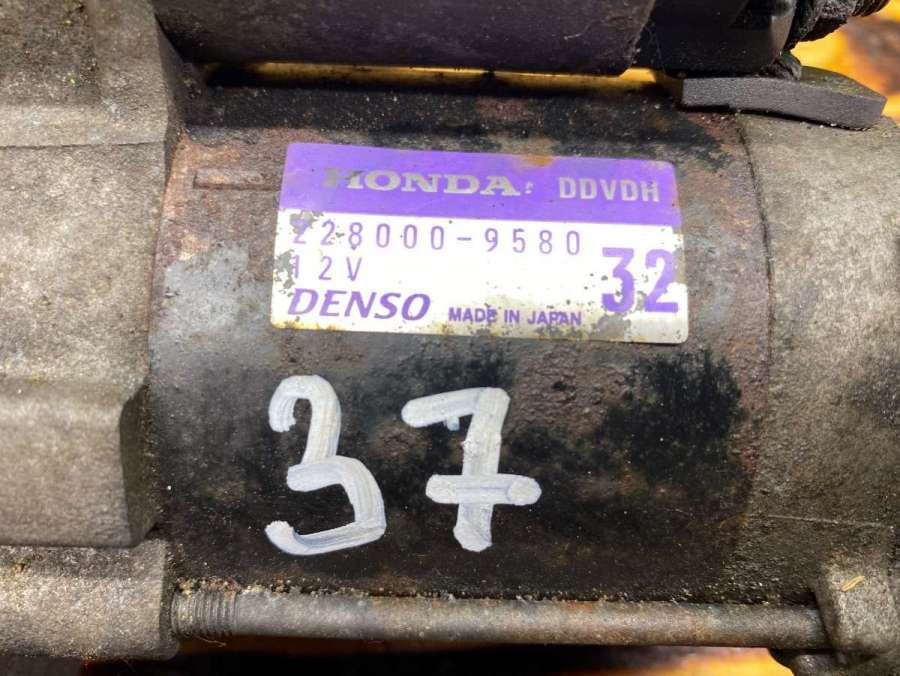 HONDA: DDVDH
228000-9580
12V
32
DENSO MADE IN JAPAN
37